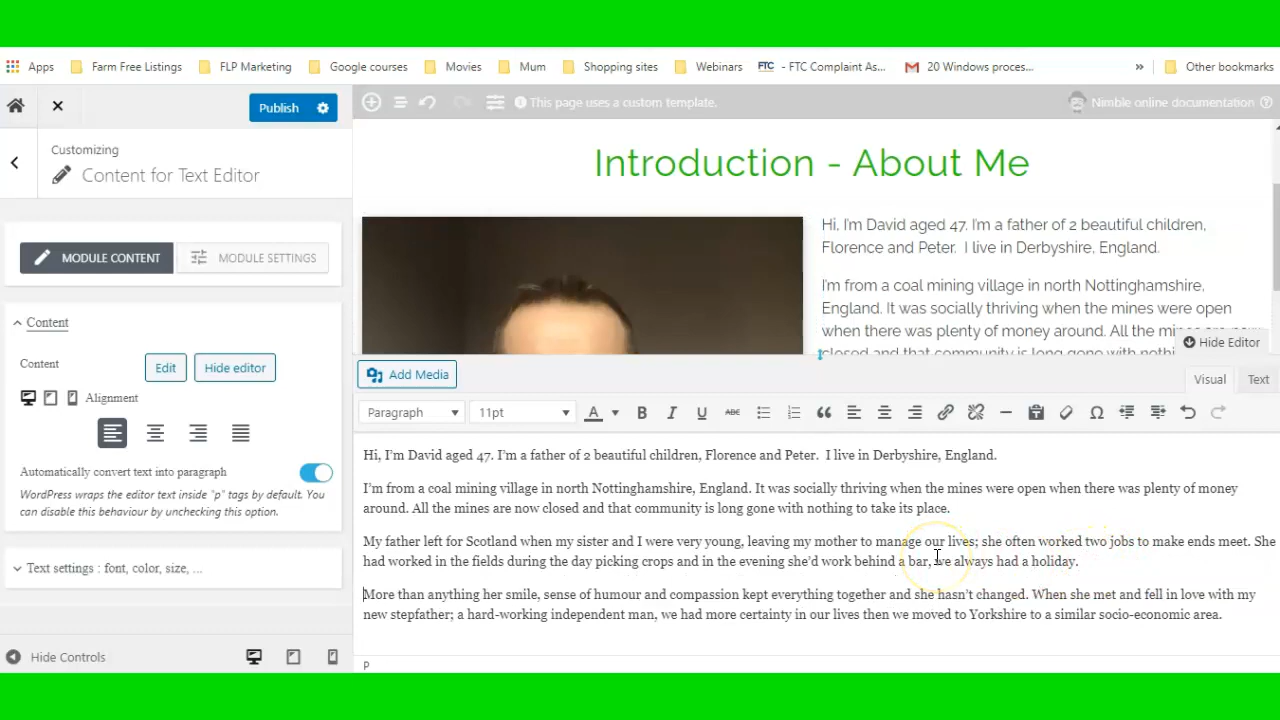 Apps Farm Free Listings FLP Marketing Google courses Movies Mum Shopping sites Webinars FTC - FTC Complaint As... 20 Windows proces... » Other bookmarks
Publish
This page uses a custom template.
Nimble online documentation
Customizing
Content for Text Editor
Introduction - About Me
MODULE CONTENT
MODULE SETTINGS
Hi, I'm David aged 47. I'm a father of 2 beautiful children,
Florence and Peter. I live in Derbyshire, England.
I'm from a coal mining village in north Nottinghamshire,
England. It was socially thriving when the mines were open
when there was plenty of money around. All the mines are now
closed and that community is long gone with nothi
Hide Editor
Content
Content
Edit
Hide editor
Alignment
Automatically convert text into paragraph
WordPress wraps the editor text inside "p" tags by default. You
can disable this behaviour by unchecking this option.
Text settings : font, color, size, ...
Hide Controls
Add Media
Visual
Text
Paragraph
11pt
A B I U ABC
Hi, I'm David aged 47. I'm a father of 2 beautiful children, Florence and Peter. I live in Derbyshire, England.
I'm from a coal mining village in north Nottinghamshire, England. It was socially thriving when the mines were open when there was plenty of money
around. All the mines are now closed and that community is long gone with nothing to take its place.
My father left for Scotland when my sister and I were very young, leaving my mother to manage our lives; she often worked two jobs to make ends meet. She
had worked in the fields during the day picking crops and in the evening she'd work behind a bar, we always had a holiday.
More than anything her smile, sense of humour and compassion kept everything together and she hasn't changed. When she met and fell in love with my
new stepfather; a hard-working independent man, we had more certainty in our lives then we moved to Yorkshire to a similar socio-economic area.
p